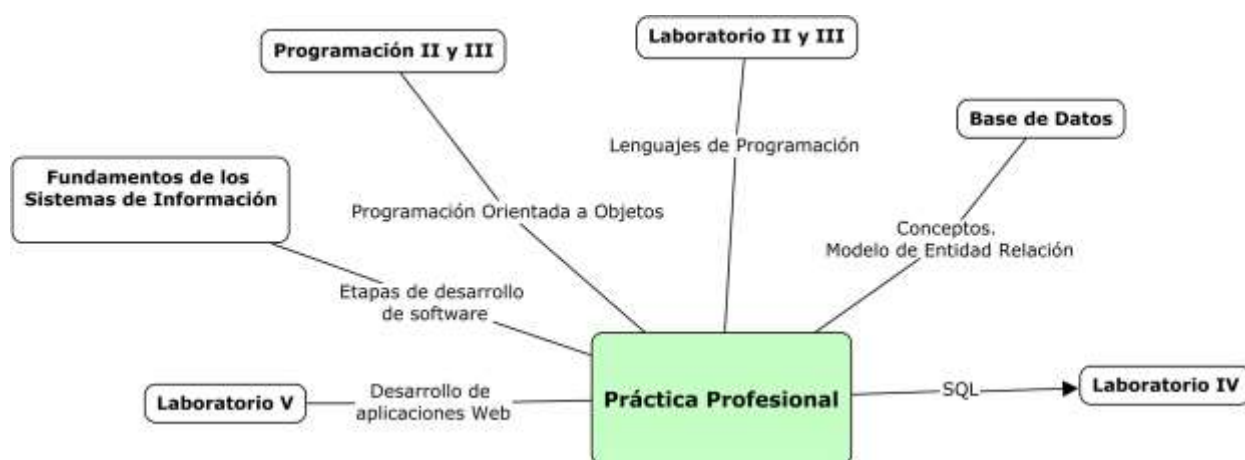 Laboratorio II y III
Programación II y III
Base de Datos
Lenguajes de Programación
Fundamentos de los
Sistemas de Información
Programación Orientada a Objetos
Conceptos.
Modelo de Entidad Relación
Etapas de desarrollo
de software
Práctica Profesional
Laboratorio V
Desarrollo de
aplicaciones Web
SQL
Laboratorio IV